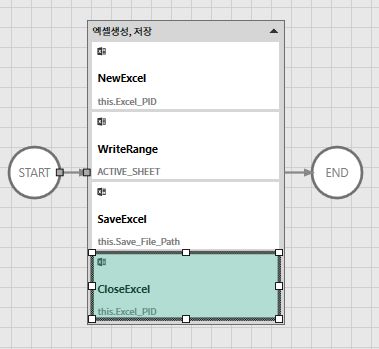 엑셀생성, 저장
NewExcel
this.Excel_PID
WriteRange
START
ACTIVE_SHEET
END
SaveExcel
this.Save_File_Path
CloseExcel
this.Excel_PID